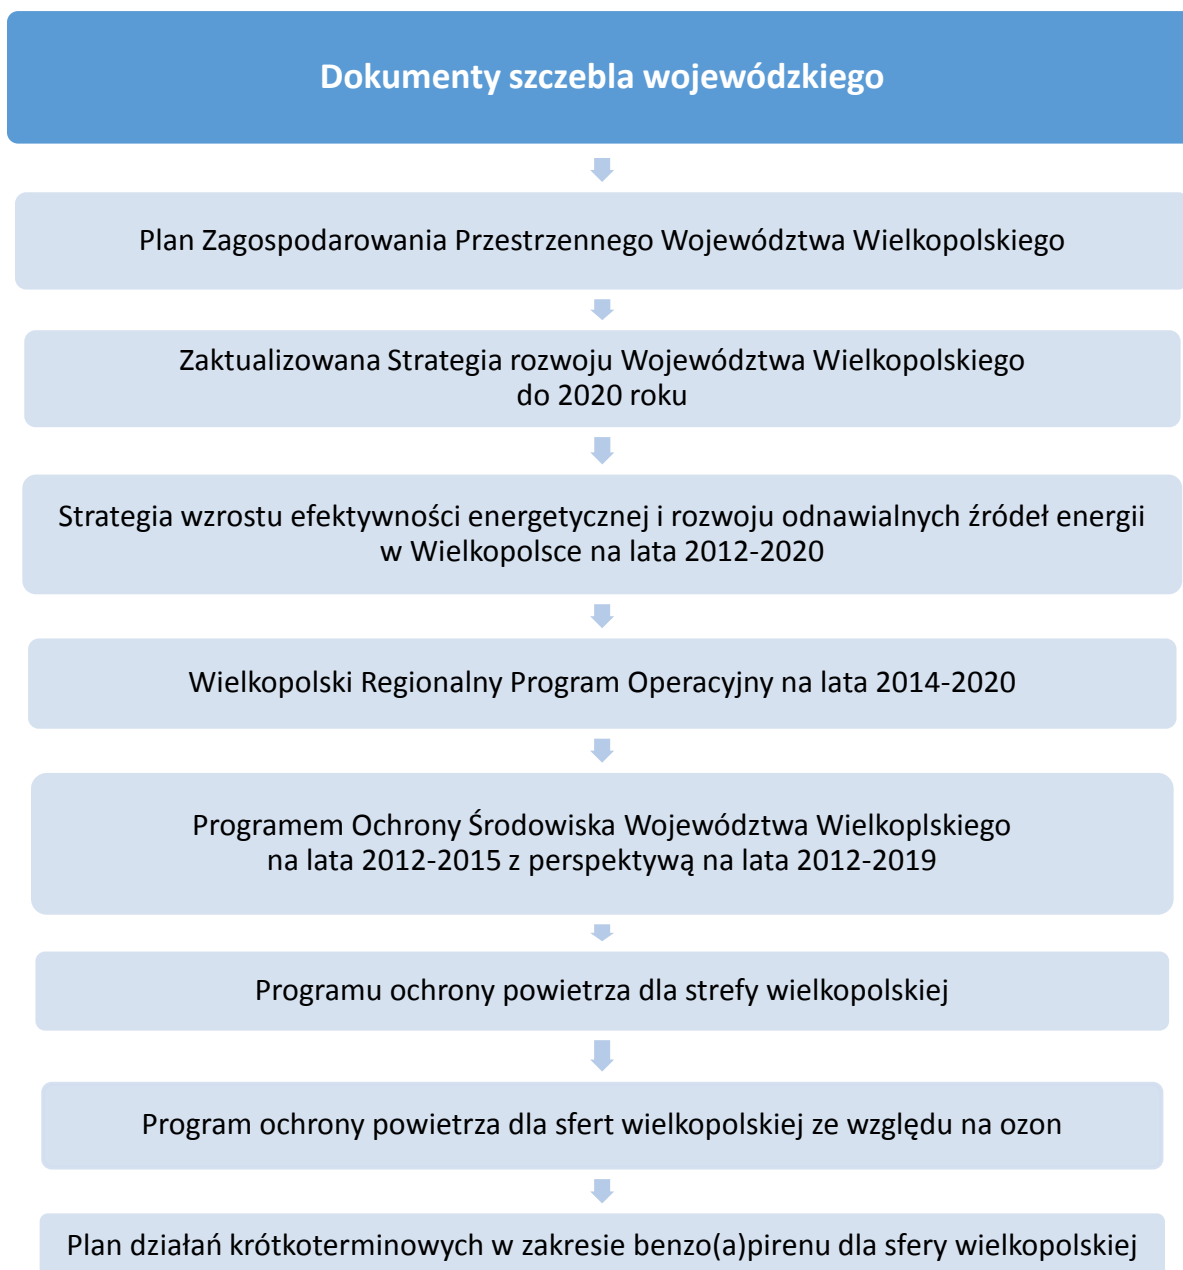 Dokumenty szczebla wojewódzkiego
Plan Zagospodarowania Przestrzennego Województwa Wielkopolskiego
Zaktualizowana Strategia rozwoju Województwa Wielkopolskiego
do 2020 roku
Strategia wzrostu efektywności energetycznej i rozwoju odnawialnych źródeł energii
w Wielkopolsce na lata 2012-2020
Wielkopolski Regionalny Program Operacyjny na lata 2014-2020
Programem Ochrony Środowiska Województwa Wielkoplskiego
na lata 2012-2015 z perspektywą na lata 2012-2019
Programu ochrony powietrza dla strefy wielkopolskiej
Program ochrony powietrza dla sfert wielkopolskiej ze względu na ozon
Plan działań krótkoterminowych w zakresie benzo(a)pirenu dla sfery wielkopolskiej